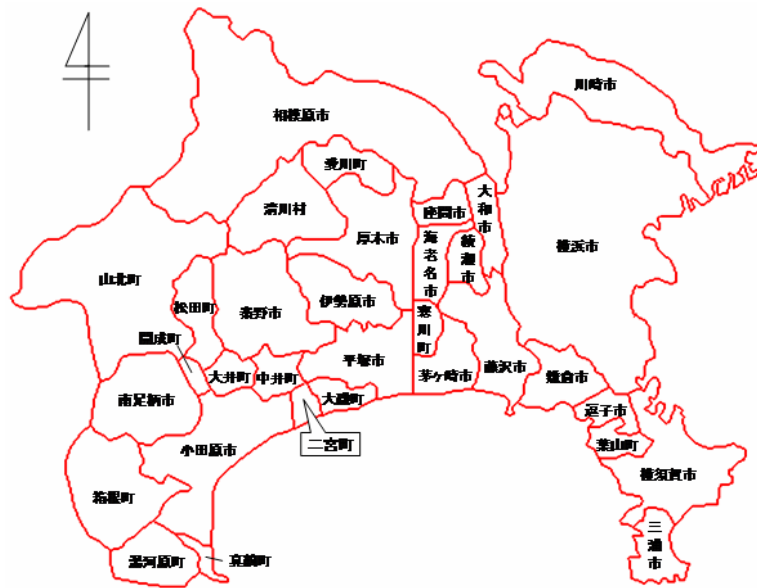 川崎市
相模原市
愛川町
大和市
清川村
座間市
厚木市
海老名市
綾瀬市
横浜市
山北町
松田町
秦野市
伊勢原市
寒川町
開成町
大井町
中井町
平塚市
茅ヶ崎市
藤沢市
鎌倉市
南足柄市
大磯町
逗子市
小田原市
二宮町
葉山町
横須賀市
箱根町
三浦市
湯河原町
真鶴町